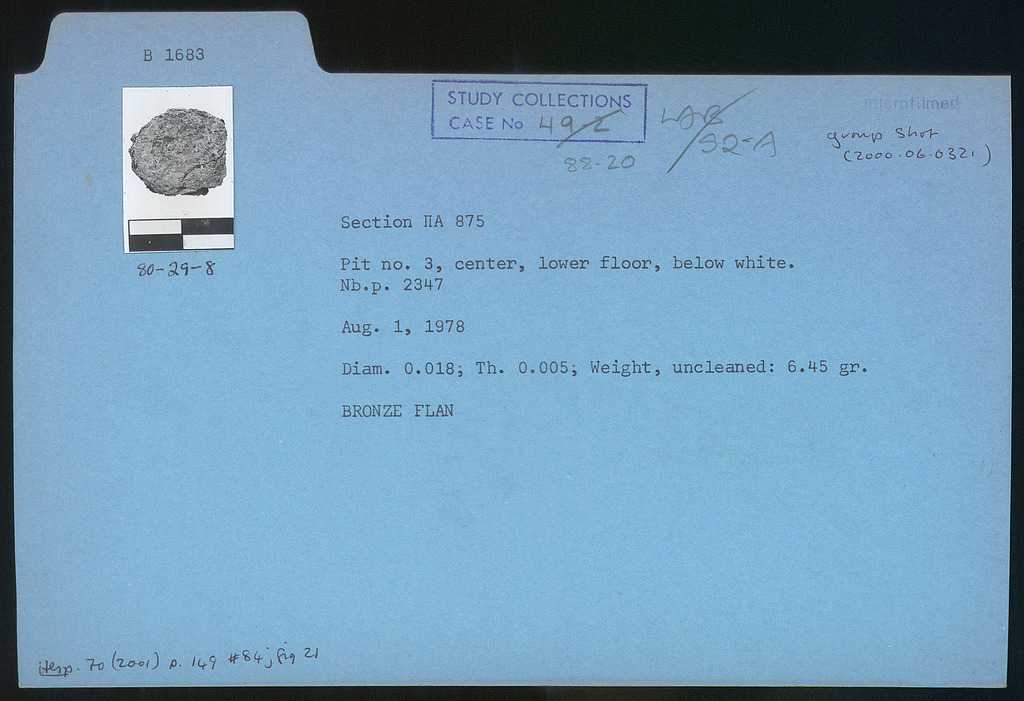 B 1683
STUDY COLLECTIONS
CASE No 49-2
88-20
LAB
S2-A
microfilmed
group shot
(2000.06.0321)
80-29-8
Section ΠA 875
Pit no. 3, center, lower floor, below white.
Nb.p. 2347
Aug. 1, 1978
Diam. 0.018; Th. 0.005; Weight, uncleaned: 6.45 gr.
BRONZE FLAN
Hesp. 70 (2001) p. 149 #84; fig 21